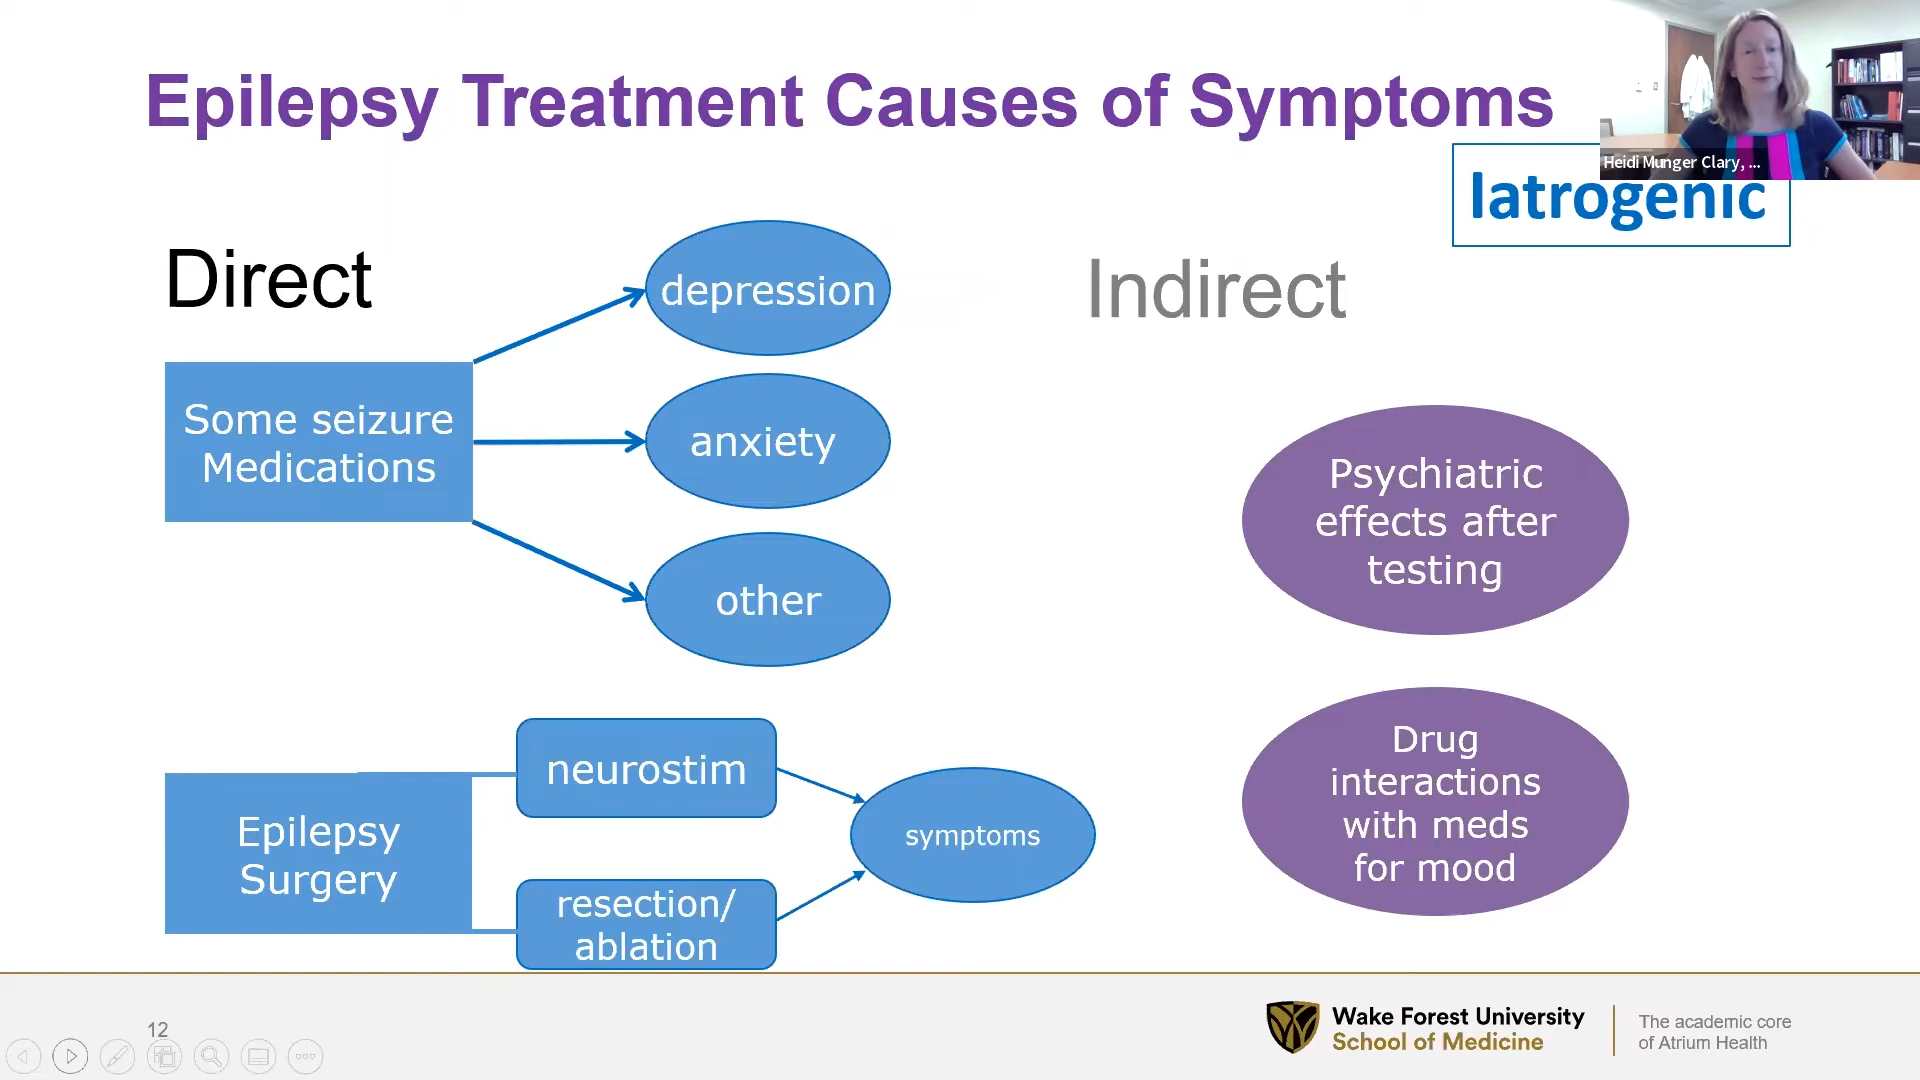 Epilepsy Treatment Causes of Symptoms
Heidi Munger Clary, ...
Iatrogenic
Direct
Indirect
Some seizure
Medications
depression
anxiety
other
Epilepsy
Surgery
neurostim
resection/
ablation
symptoms
Psychiatric
effects after
testing
Drug
interactions
with meds
for mood
12
Wake Forest University
School of Medicine
The academic core
of Atrium Health